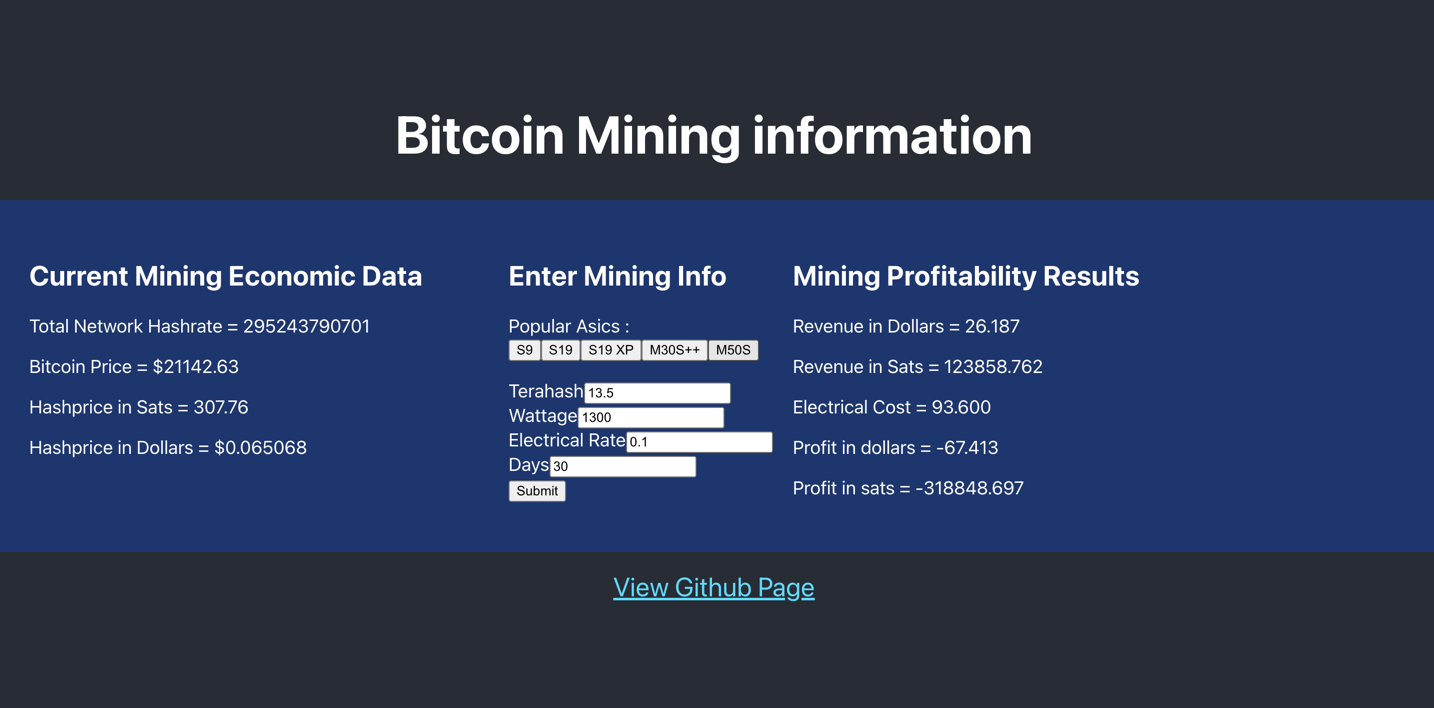 Bitcoin Mining information
Current Mining Economic Data
Total Network Hashrate = 295243790701
Bitcoin Price = $21142.63
Hashprice in Sats = 307.76
Hashprice in Dollars = $0.065068
Enter Mining Info
Popular Asics :
S9 S19 S19 XP M30S++ M50S
Terahash 13.5
Wattage 1300
Electrical Rate 0.1
Days 30
Submit
Mining Profitability Results
Revenue in Dollars = 26.187
Revenue in Sats = 123858.762
Electrical Cost = 93.600
Profit in dollars = -67.413
Profit in sats = -318848.697
View Github Page